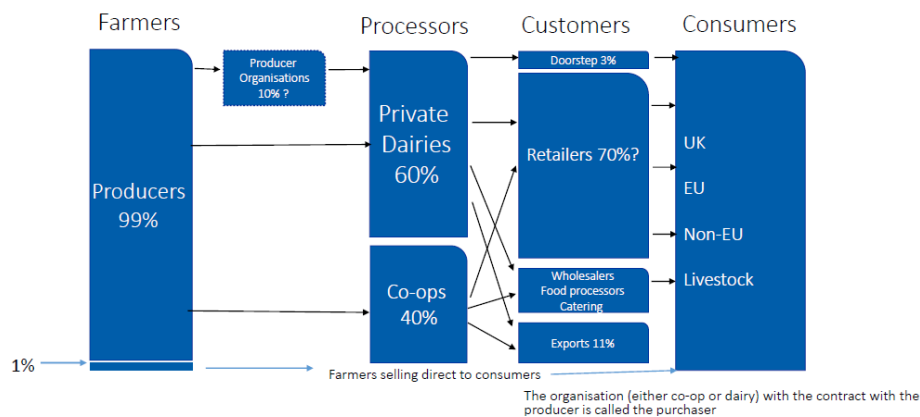 Farmers
Processors
Customers
Consumers
Producer
Organisations
10% ?
Doorstep 3%
Private
Dairies
60%
Retailers 70%?
UK
EU
Non-EU
Livestock
Producers
99%
Wholesalers
Food processors
Catering
Co-ops
40%
Exports 11%
1%
Farmers selling direct to consumers
The organisation (either co-op or dairy) with the contract with the
producer is called the purchaser